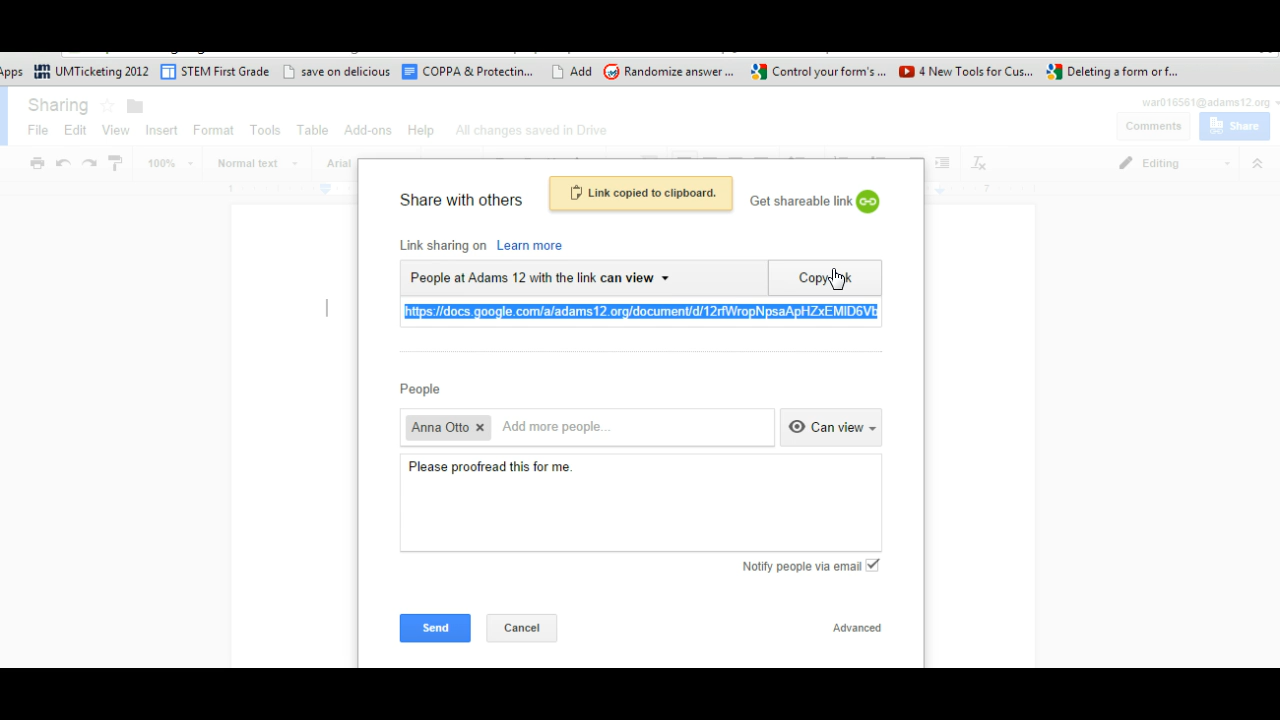 Apps UMTicketing 2012 STEM First Grade save on delicious COPPA & Protectin... Add Randomize answer ... Control your form's ... 4 New Tools for Cus... Deleting a form or f...
Sharing
war016561@adams12.org
File Edit View Insert Format Tools Table Add-ons Help All changes saved in Drive
Comments Share
100% Normal text Arial Editing
1 7
Share with others
Link copied to clipboard.
Get shareable link
Link sharing on Learn more
People at Adams 12 with the link can view
Copy
https://docs.google.com/a/adams12.org/document/d/12rfWropNpsaApHZxEMlD6Vb
People
Anna Otto × Add more people...
Can view
Please proofread this for me.
Notify people via email
Send Cancel Advanced